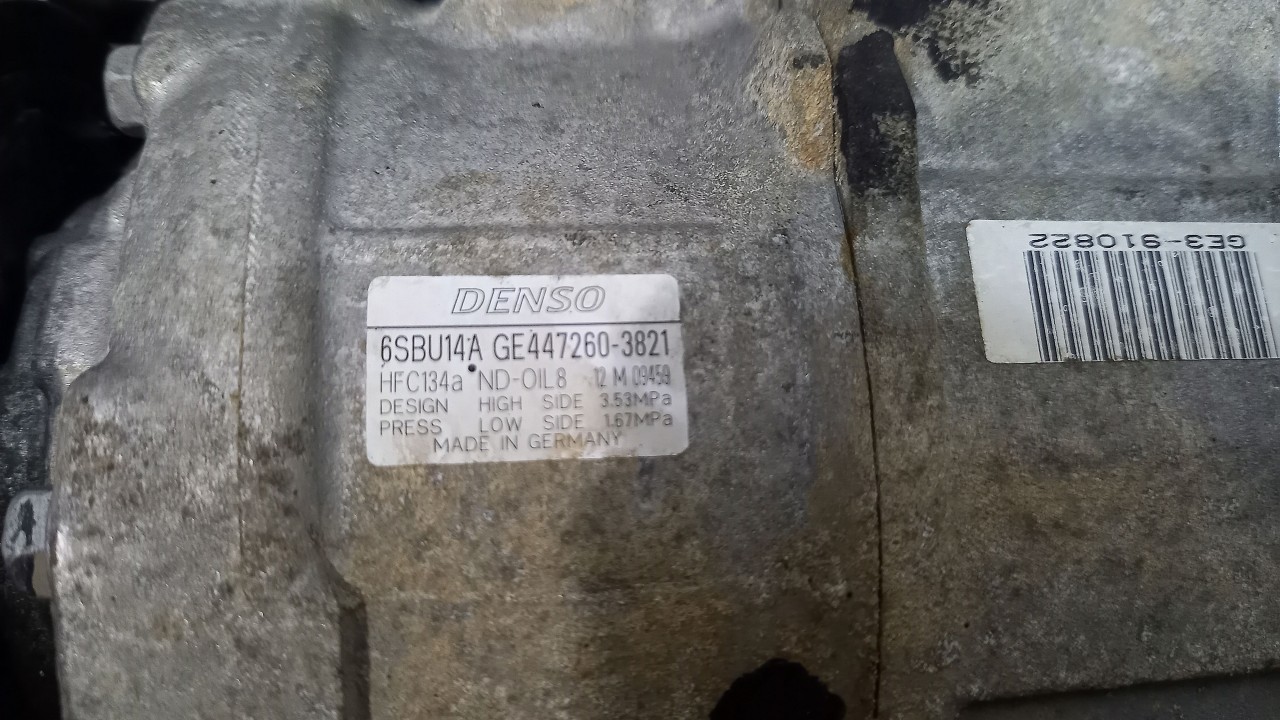 DENSO
6SBU14A GE447260-3821
HFC134a ND-OIL8 12 M 09459
DESIGN HIGH SIDE 3.53MPa
PRESS LOW SIDE 1.67MPa
MADE IN GERMANY
GE3-910822